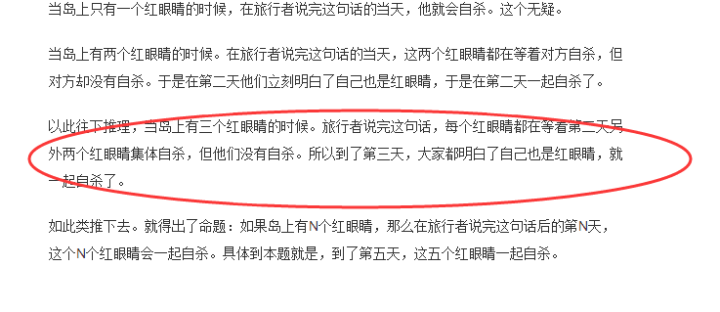 当岛上只有一个红眼睛的时候，在旅行者说完这句话的当天，他就会自杀。这个无疑。
当岛上有两个红眼睛的时候。在旅行者说完这句话的当天，这两个红眼睛都在等着对方自杀，但
对方却没有自杀。于是在第二天他们立刻明白了自己也是红眼睛，于是在第二天一起自杀了。
以此往下推理，当岛上有三个红眼睛的时候。旅行者说完这句话，每个红眼睛都在等着第二天另
外两个红眼睛集体自杀，但他们没有自杀。所以到了第三天，大家都明白了自己也是红眼睛，就
一起自杀了。
如此类推下去。就得出了命题：如果岛上有N个红眼睛，那么在旅行者说完这句话后的第N天，
这个N个红眼睛会一起自杀。具体到本题就是，到了第五天，这五个红眼睛一起自杀。